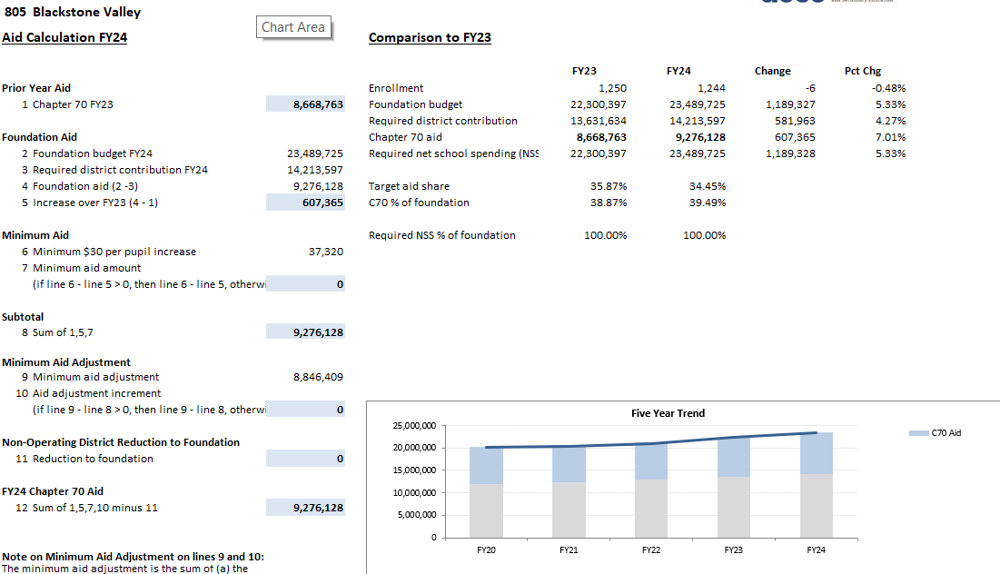 805 Blackstone Valley
Chart Area
Aid Calculation FY24
Comparison to FY23
FY23 FY24 Change Pct Chg
Prior Year Aid
1 Chapter 70 FY23 8,668,763
Foundation Aid
2 Foundation budget FY24 23,489,725
3 Required district contribution FY24 14,213,597
4 Foundation aid (2 -3) 9,276,128
5 Increase over FY23 (4 - 1) 607,365
Minimum Aid
6 Minimum $30 per pupil increase 37,320
7 Minimum aid amount
(if line 6 - line 5 > 0, then line 6 - line 5, otherwi 0
Subtotal
8 Sum of 1,5,7 9,276,128
Minimum Aid Adjustment
9 Minimum aid adjustment 8,846,409
10 Aid adjustment increment
(if line 9 - line 8 > 0, then line 9 - line 8, otherwi 0
Non-Operating District Reduction to Foundation
11 Reduction to foundation 0
FY24 Chapter 70 Aid
12 Sum of 1,5,7,10 minus 11 9,276,128
Note on Minimum Aid Adjustment on lines 9 and 10:
The minimum aid adjustment is the sum of (a) the
Enrollment 1,250 1,244 -6 -0.48%
Foundation budget 22,300,397 23,489,725 1,189,327 5.33%
Required district contribution 13,631,634 14,213,597 581,963 4.27%
Chapter 70 aid 8,668,763 9,276,128 607,365 7.01%
Required net school spending (NSS 22,300,397 23,489,725 1,189,328 5.33%
Target aid share 35.87% 34.45%
C70 % of foundation 38.87% 39.49%
Required NSS % of foundation 100.00% 100.00%
Five Year Trend
25,000,000
20,000,000
15,000,000
10,000,000
5,000,000
0
FY20 FY21 FY22 FY23 FY24
C70 Aid